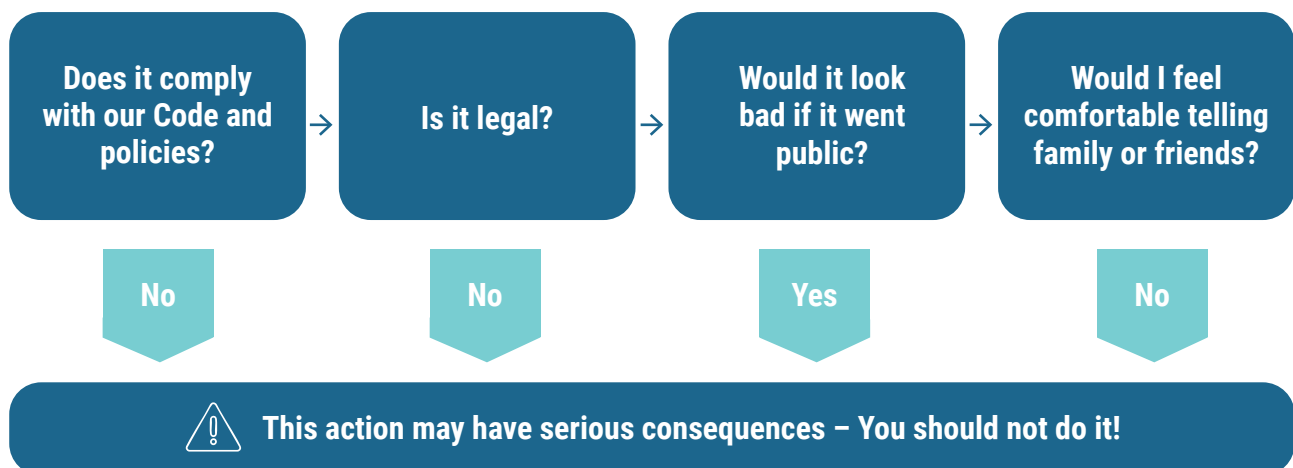 Does it comply
with our Code and
policies?
Is it legal?
Would it look
bad if it went
public?
Would I feel
comfortable telling
family or friends?
No
No
Yes
No
This action may have serious consequences – You should not do it!